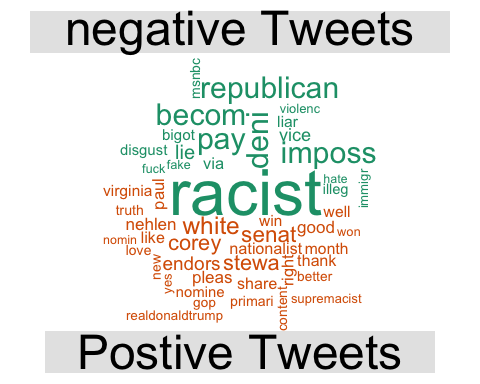 negative Tweets
msnbc
republican
becom
deni
violenc
liar
bigot
pay
vice
disgust
lie
via
imposs
fuck
fake
racist
hate
illeg
immigr
virginia
paul
truth
nehlen
white
win
well
nomin
like
corey
senat
good
won
love
nationalist
month
new
endors
stewa
right
thank
yes
pleas
share
better
nomine
gop
primari
content
supremacist
realdonaldtrump
Postive Tweets